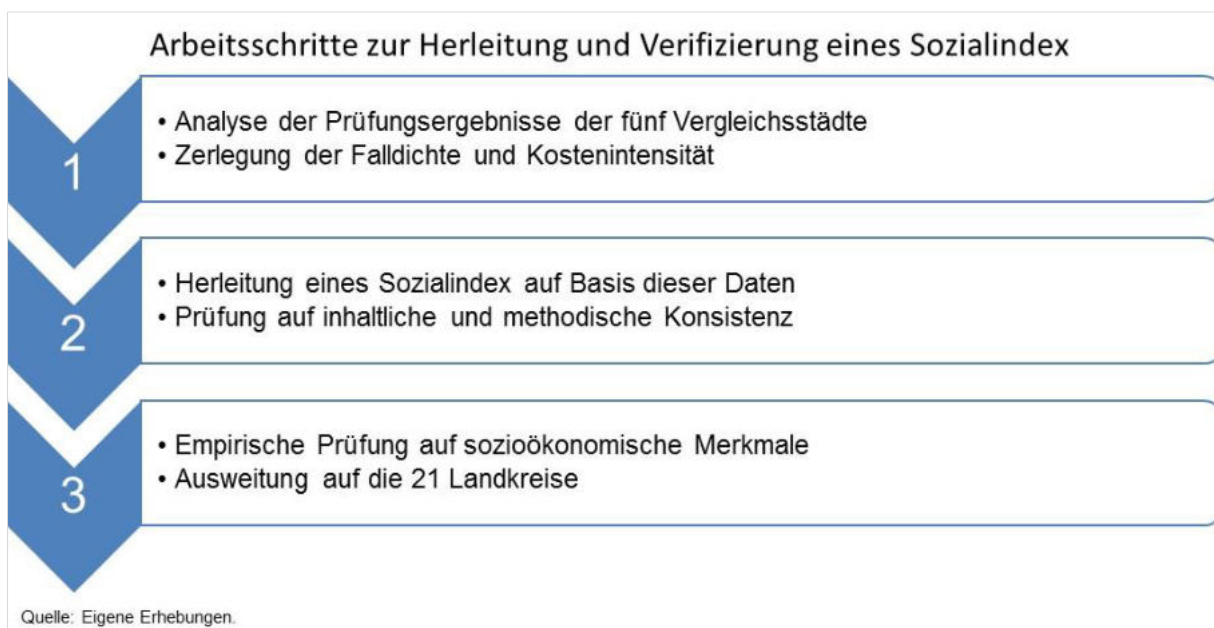 Arbeitsschritte zur Herleitung und Verifizierung eines Sozialindex
1
• Analyse der Prüfungsergebnisse der fünf Vergleichsstädte
• Zerlegung der Falldichte und Kostenintensität
2
• Herleitung eines Sozialindex auf Basis dieser Daten
• Prüfung auf inhaltliche und methodische Konsistenz
3
• Empirische Prüfung auf sozioökonomische Merkmale
• Ausweitung auf die 21 Landkreise
Quelle: Eigene Erhebungen.